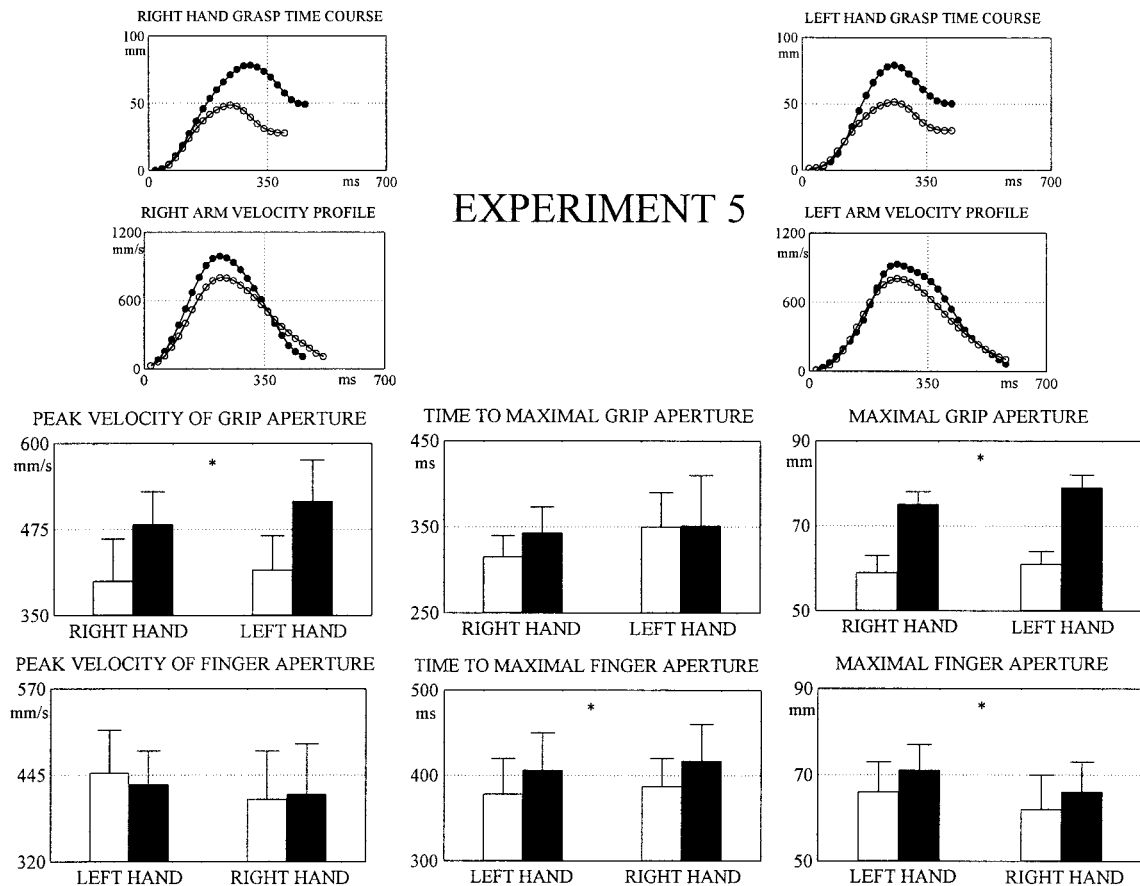 RIGHT HAND GRASP TIME COURSE
100
mm
50
0
0 350 ms 700
LEFT HAND GRASP TIME COURSE
100
mm
50
0
0 350 ms 700
EXPERIMENT 5
RIGHT ARM VELOCITY PROFILE
1200
mm/s
600
0
0 350 ms 700
LEFT ARM VELOCITY PROFILE
1200
mm/s
600
0
0 350 ms 700
PEAK VELOCITY OF GRIP APERTURE
600
mm/s
*
475
350
RIGHT HAND LEFT HAND
TIME TO MAXIMAL GRIP APERTURE
450
ms
350
250
RIGHT HAND LEFT HAND
MAXIMAL GRIP APERTURE
90
mm
*
70
50
LEFT HAND RIGHT HAND
PEAK VELOCITY OF FINGER APERTURE
570
mm/s
445
320
LEFT HAND RIGHT HAND
TIME TO MAXIMAL FINGER APERTURE
500
ms
*
400
300
LEFT HAND RIGHT HAND
MAXIMAL FINGER APERTURE
90
mm
*
70
50
LEFT HAND RIGHT HAND